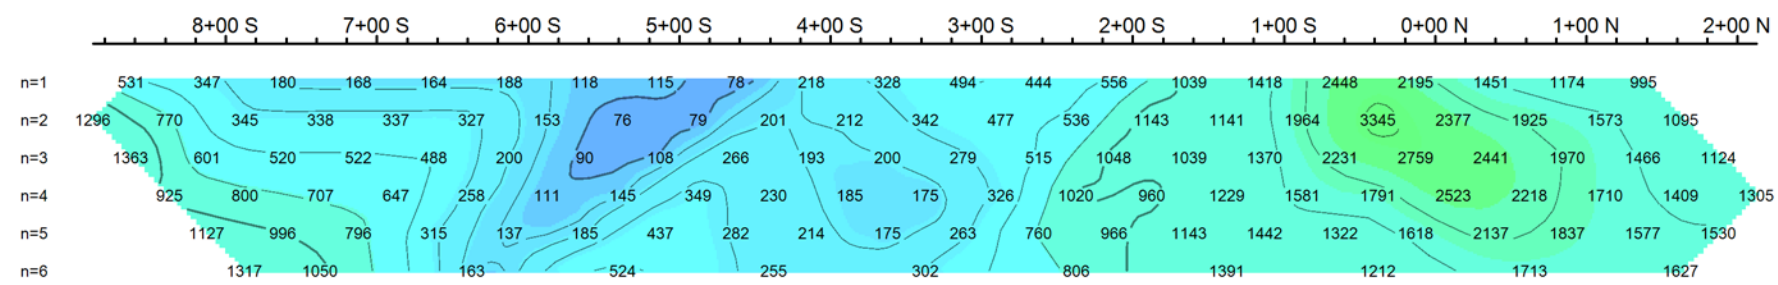 8+00 S 7+00 S 6+00 S 5+00 S 4+00 S 3+00 S 2+00 S 1+00 S 0+00 N 1+00 N 2+00 N
n=1 531 347 180 168 164 188 118 115 78 218 328 494 444 556 1039 1418 2448 2195 1451 1174 995
n=2 1296 770 345 338 337 327 153 76 79 201 212 342 477 536 1143 1141 1964 3345 2377 1925 1573 1095
n=3 1363 601 520 522 488 200 90 108 266 193 200 279 515 1048 1039 1370 2231 2759 2441 1970 1466 1124
n=4 925 800 707 647 258 111 145 349 230 185 175 326 1020 960 1229 1581 1791 2523 2218 1710 1409 1305
n=5 1127 996 796 315 137 185 437 282 214 175 263 760 966 1143 1442 1322 1618 2137 1837 1577 1530
n=6 1317 1050 163 524 255 302 806 1391 1212 1713 1627